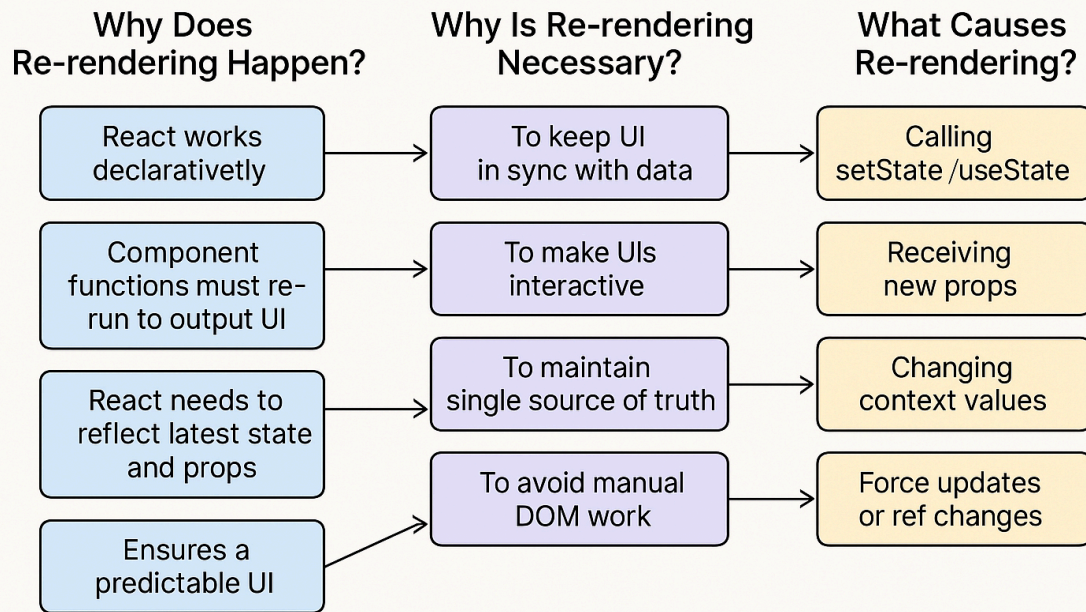 Why Does
Re-rendering Happen?
React works
declarativetly
Component
functions must re-
run to output UI
React needs to
reflect latest state
and props
Ensures a
predictable UI
Why Is Re-rendering
Necessary?
To keep UI
in sync with data
To make UIs
interactive
To maintain
single source of truth
To avoid manual
DOM work
What Causes
Re-rendering?
Calling
setState /useState
Receiving
new props
Changing
context values
Force updates
or ref changes